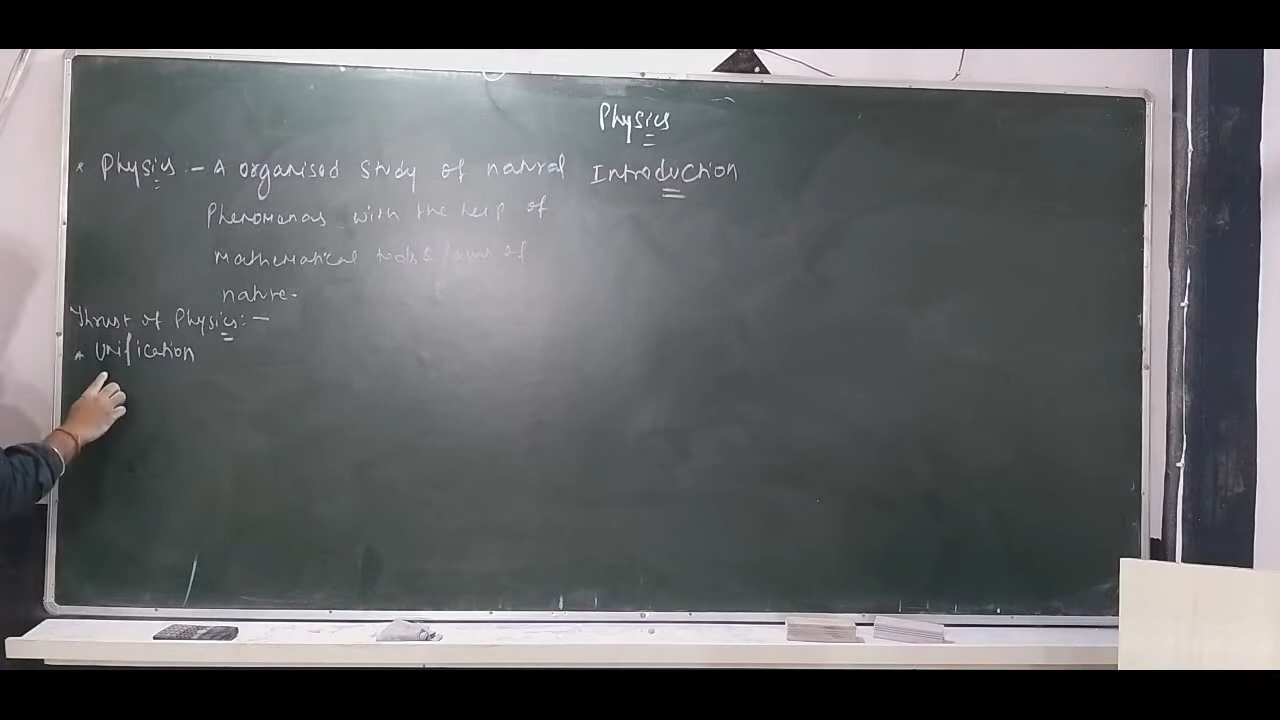 Physics
* Physics :- A organised study of natural Introduction
Phenomenas with the help of
mathematical tools & laws of
nature.
Thrust of Physics:-
* Unification